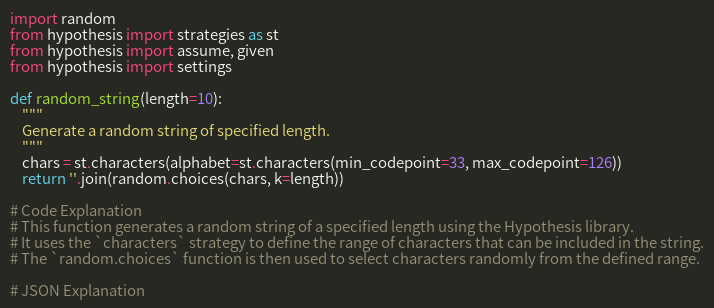 import random
from hypothesis import strategies as st
from hypothesis import assume, given
from hypothesis import settings

def random_string(length=10):
    """
    Generate a random string of specified length.
    """
    chars = st.characters(alphabet=st.characters(min_codepoint=33, max_codepoint=126))
    return ''.join(random.choices(chars, k=length))

# Code Explanation
# This function generates a random string of a specified length using the Hypothesis library.
# It uses the `characters` strategy to define the range of characters that can be included in the string.
# The `random.choices` function is then used to select characters randomly from the defined range.

# JSON Explanation